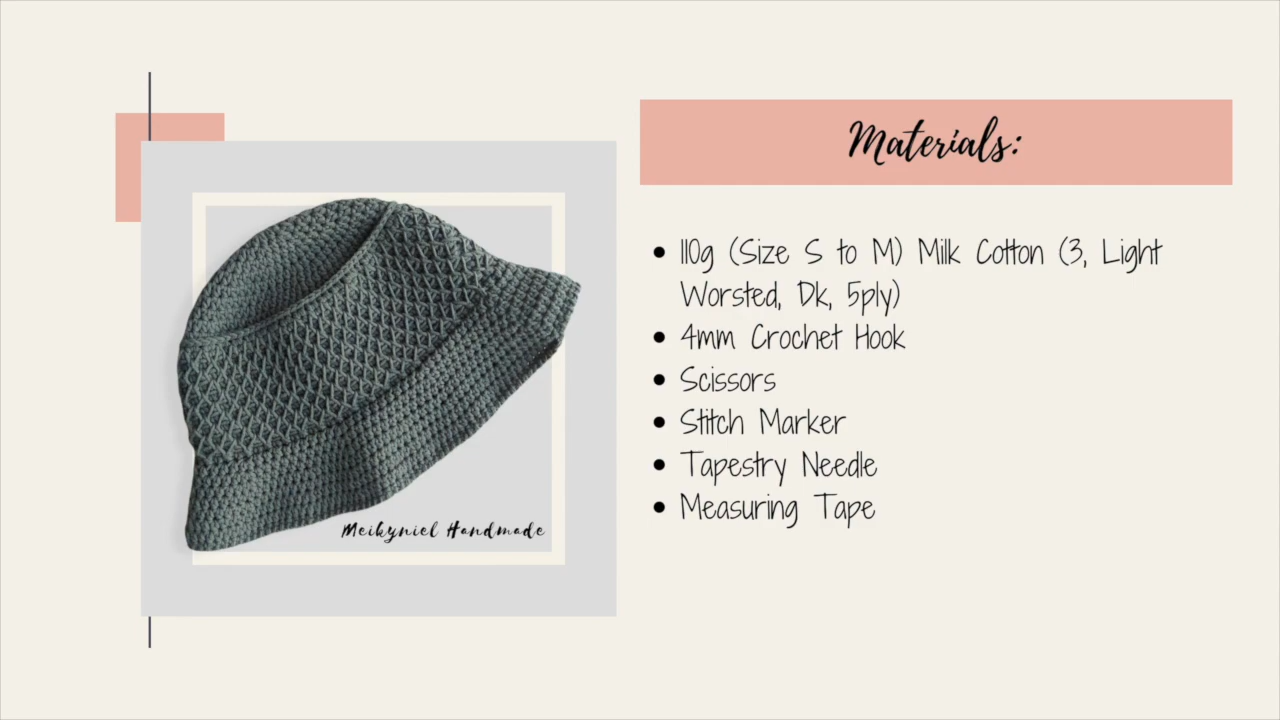 Materials:
110g (Size S to M) Milk Cotton (3, Light
Worsted, Dk, 5ply)
4mm Crochet Hook
Scissors
Stitch Marker
Tapestry Needle
Measuring Tape
Meikyniel Handmade